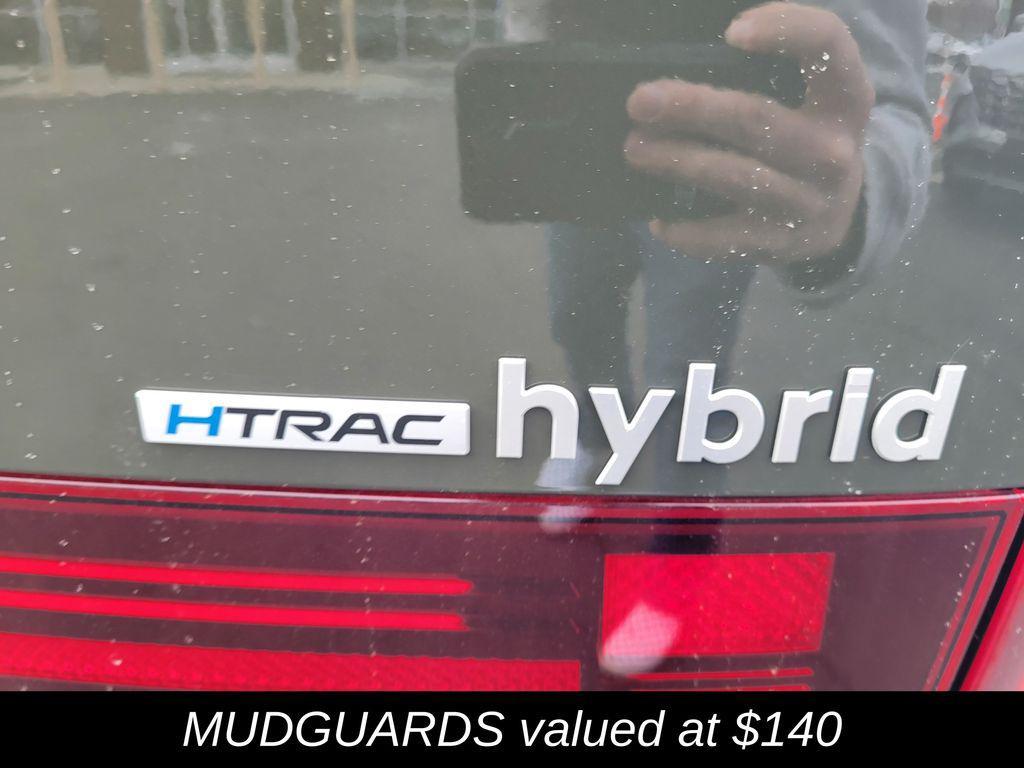 HTRAC hybrid
MUDGUARDS valued at $140